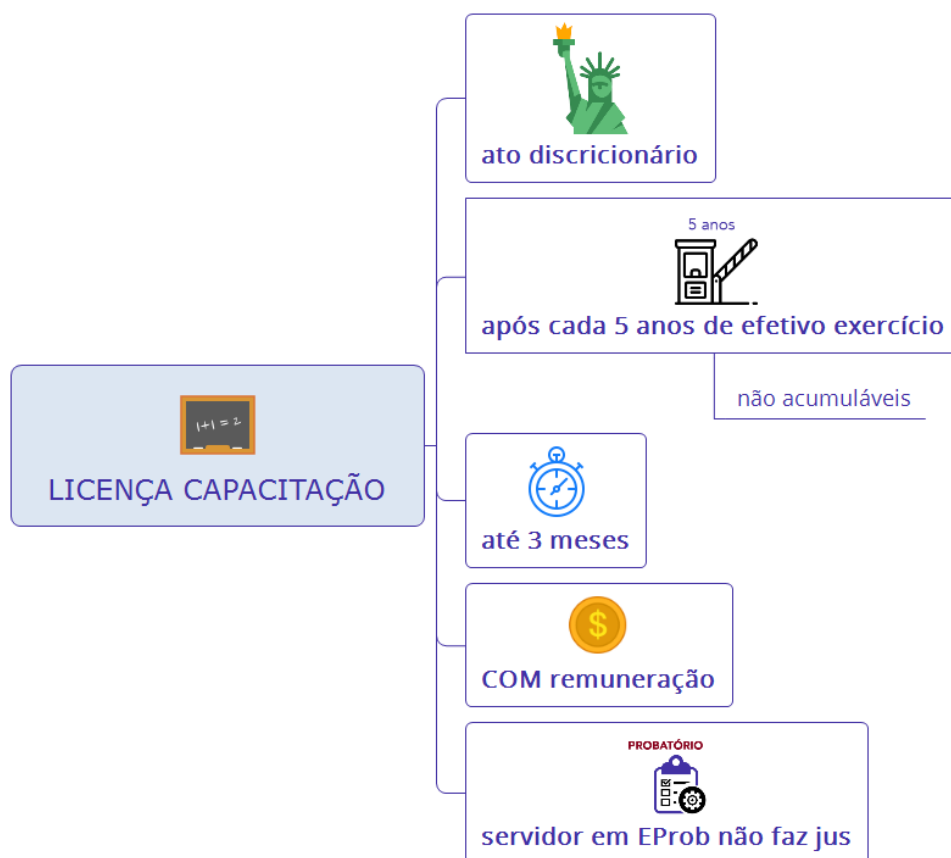 ato discricionário
5 anos
após cada 5 anos de efetivo exercício
não acumuláveis
1+1 = 2
LICENÇA CAPACITAÇÃO
até 3 meses
$
COM remuneração
PROBATÓRIO
servidor em EProb não faz jus